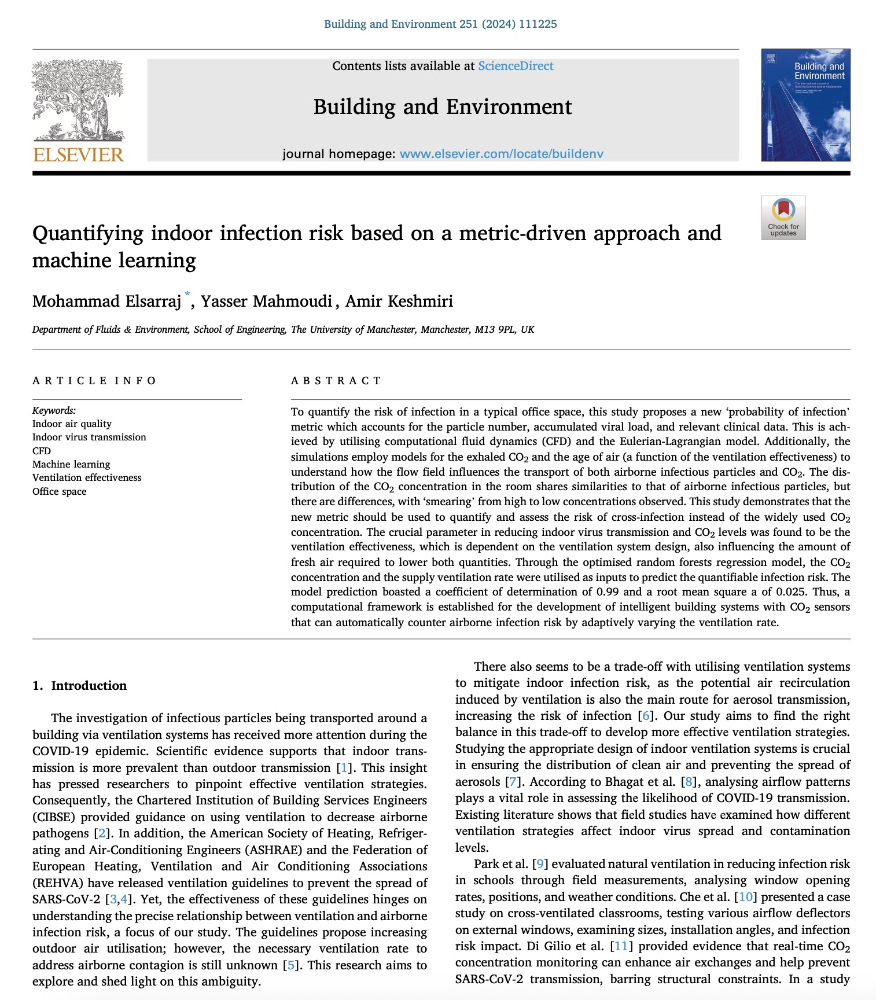 Building and Environment 251 (2024) 111225
Contents lists available at ScienceDirect
Building and Environment
journal homepage: www.elsevier.com/locate/buildenv
NON SOLUS
ELSEVIER
Building and
Environment
Check for
updates
Quantifying indoor infection risk based on a metric-driven approach and
machine learning
Mohammad Elsarraj *, Yasser Mahmoudi, Amir Keshmiri
Department of Fluids & Environment, School of Engineering, The University of Manchester, Manchester, M13 9PL, UK
ARTICLE INFO
Keywords:
Indoor air quality
Indoor virus transmission
CFD
Machine learning
Ventilation effectiveness
Office space
ABSTRACT
To quantify the risk of infection in a typical office space, this study proposes a new ‘probability of infection’
metric which accounts for the particle number, accumulated viral load, and relevant clinical data. This is ach-
ieved by utilising computational fluid dynamics (CFD) and the Eulerian-Lagrangian model. Additionally, the
simulations employ models for the exhaled CO2 and the age of air (a function of the ventilation effectiveness) to
understand how the flow field influences the transport of both airborne infectious particles and CO2. The dis-
tribution of the CO2 concentration in the room shares similarities to that of airborne infectious particles, but
there are differences, with ‘smearing’ from high to low concentrations observed. This study demonstrates that the
new metric should be used to quantify and assess the risk of cross-infection instead of the widely used CO2
concentration. The crucial parameter in reducing indoor virus transmission and CO2 levels was found to be the
ventilation effectiveness, which is dependent on the ventilation system design, also influencing the amount of
fresh air required to lower both quantities. Through the optimised random forests regression model, the CO2
concentration and the supply ventilation rate were utilised as inputs to predict the quantifiable infection risk. The
model prediction boasted a coefficient of determination of 0.99 and a root mean square a of 0.025. Thus, a
computational framework is established for the development of intelligent building systems with CO2 sensors
that can automatically counter airborne infection risk by adaptively varying the ventilation rate.
1. Introduction
The investigation of infectious particles being transported around a
building via ventilation systems has received more attention during the
COVID-19 epidemic. Scientific evidence supports that indoor trans-
mission is more prevalent than outdoor transmission [1]. This insight
has pressed researchers to pinpoint effective ventilation strategies.
Consequently, the Chartered Institution of Building Services Engineers
(CIBSE) provided guidance on using ventilation to decrease airborne
pathogens [2]. In addition, the American Society of Heating, Refriger-
ating and Air-Conditioning Engineers (ASHRAE) and the Federation of
European Heating, Ventilation and Air Conditioning Associations
(REHVA) have released ventilation guidelines to prevent the spread of
SARS-CoV-2 [3,4]. Yet, the effectiveness of these guidelines hinges on
understanding the precise relationship between ventilation and airborne
infection risk, a focus of our study. The guidelines propose increasing
outdoor air utilisation; however, the necessary ventilation rate to
address airborne contagion is still unknown [5]. This research aims to
explore and shed light on this ambiguity.
There also seems to be a trade-off with utilising ventilation systems
to mitigate indoor infection risk, as the potential air recirculation
induced by ventilation is also the main route for aerosol transmission,
increasing the risk of infection [6]. Our study aims to find the right
balance in this trade-off to develop more effective ventilation strategies.
Studying the appropriate design of indoor ventilation systems is crucial
in ensuring the distribution of clean air and preventing the spread of
aerosols [7]. According to Bhagat et al. [8], analysing airflow patterns
plays a vital role in assessing the likelihood of COVID-19 transmission.
Existing literature shows that field studies have examined how different
ventilation strategies affect indoor virus spread and contamination
levels.
Park et al. [9] evaluated natural ventilation in reducing infection risk
in schools through field measurements, analysing window opening
rates, positions, and weather conditions. Che et al. [10] presented a case
study on cross-ventilated classrooms, testing various airflow deflectors
on external windows, examining sizes, installation angles, and infection
risk impact. Di Gilio et al. [11] provided evidence that real-time CO2
concentration monitoring can enhance air exchanges and help prevent
SARS-CoV-2 transmission, barring structural constraints. In a study